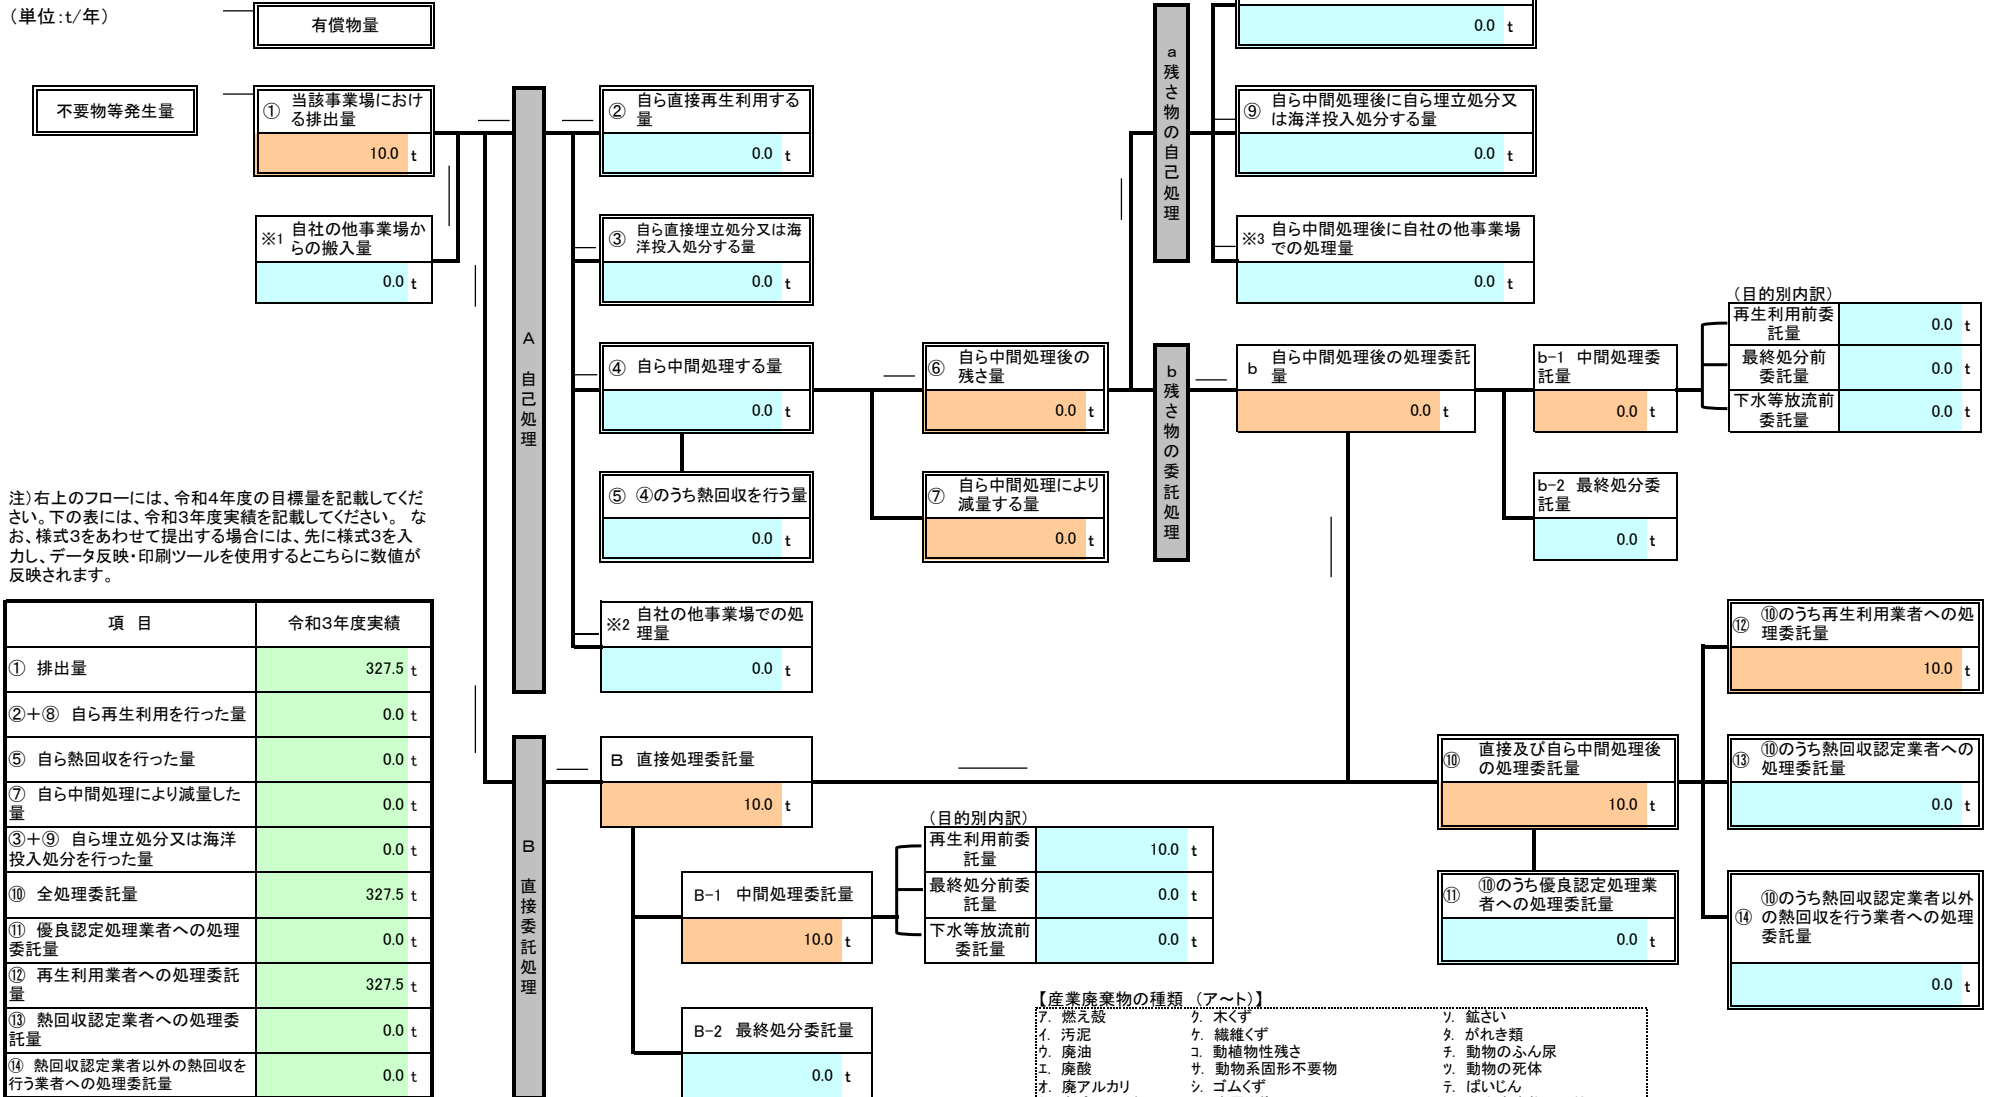 (単位:t/年)
有償物量
0.0 t
不要物等発生量
① 当該事業場におけ
る排出量
10.0 t
※1 自社の他事業場か
らの搬入量
0.0 t
A 自己処理
② 自ら直接再生利用する
量
0.0 t
③ 自ら直接埋立処分又は海
洋投入処分する量
0.0 t
④ 自ら中間処理する量
0.0 t
⑤ ④のうち熱回収を行う量
0.0 t
※2 自社の他事業場での処
理量
0.0 t
⑥ 自ら中間処理後の
残さ量
0.0 t
⑦ 自ら中間処理により
減量する量
0.0 t
a 残さ物の自己処理
⑨ 自ら中間処理後に自ら埋立処分又
は海洋投入処分する量
0.0 t
※3 自ら中間処理後に自社の他事業場
での処理量
0.0 t
b 残さ物の委託処理
b 自ら中間処理後の処理委託
量
0.0 t
b-1 中間処理委
託量
0.0 t
b-2 最終処分委
託量
0.0 t
(目的別内訳)
再生利用前委
託量
0.0 t
最終処分前
委託量
0.0 t
下水等放流前
委託量
0.0 t
注)右上のフローには、令和4年度の目標量を記載してくだ
さい。下の表には、令和3年度実績を記載してください。 な
お、様式3をあわせて提出する場合には、先に様式3を入
力し、データ反映・印刷ツールを使用するとこちらに数値が
反映されます。
項 目 令和3年度実績
① 排出量 327.5 t
②+⑧ 自ら再生利用を行った量 0.0 t
⑤ 自ら熱回収を行った量 0.0 t
⑦ 自ら中間処理により減量した
量 0.0 t
③+⑨ 自ら埋立処分又は海洋
投入処分を行った量 0.0 t
⑩ 全処理委託量 327.5 t
⑪ 優良認定処理業者への処理
委託量 0.0 t
⑫ 再生利用業者への処理委託
量 327.5 t
⑬ 熱回収認定業者への処理委
託量 0.0 t
⑭ 熱回収認定業者以外の熱回収を
行う業者への処理委託量 0.0 t
B 直接委託処理
B 直接処理委託量
10.0 t
B-1 中間処理委託量
10.0 t
B-2 最終処分委託量
0.0 t
(目的別内訳)
再生利用前委
託量
10.0 t
最終処分前委
託量
0.0 t
下水等放流前
委託量
0.0 t
⑩ 直接及び自ら中間処理後
の処理委託量
10.0 t
⑪ ⑩のうち優良認定処理業
者への処理委託量
0.0 t
⑫ ⑩のうち再生利用業者への処
理委託量
10.0 t
⑬ ⑩のうち熱回収認定業者への
処理委託量
0.0 t
⑭ ⑩のうち熱回収認定業者以外
の熱回収を行う業者への処理
委託量
0.0 t
【産業廃棄物の種類 (ア~ト)】
ア. 燃え殻 ク. 木くず ソ. 鉱さい
イ. 汚泥 ケ. 繊維くず タ. がれき類
ウ. 廃油 コ. 動植物性残さ チ. 動物のふん尿
エ. 廃酸 サ. 動物系固形不要物 ツ. 動物の死体
オ. 廃アルカリ シ. ゴムくず テ. ばいじん